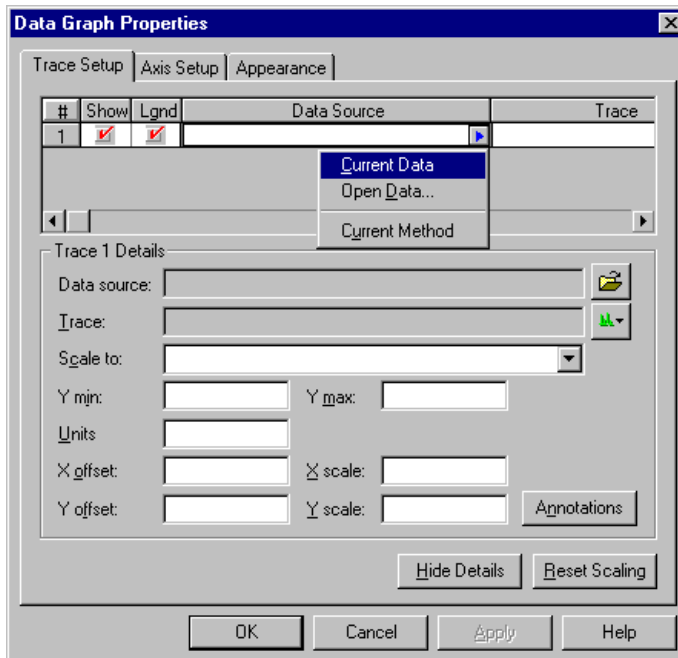 Data Graph Properties
Trace Setup Axis Setup Appearance
# Show Lgnd Data Source Trace
1
Current Data
Open Data...
Current Method
Trace 1 Details
Data source:
Trace:
Scale to:
Y min: Y max:
Units
X offset: X scale:
Y offset: Y scale: Annotations
Hide Details Reset Scaling
OK Cancel Apply Help